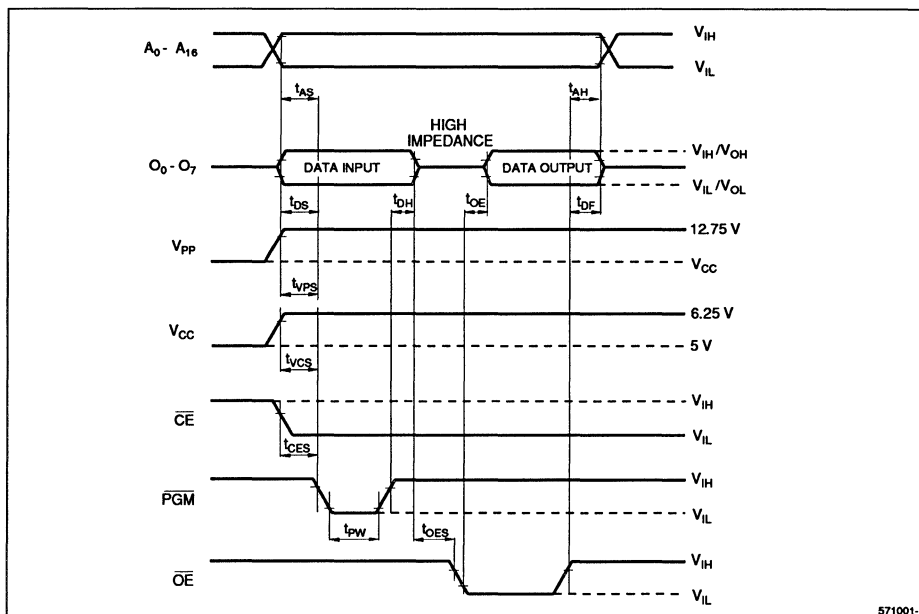 A0 - A16
VIH
VIL
tAS
tAH
HIGH
IMPEDANCE
O0 - O7
DATA INPUT
DATA OUTPUT
VIH /VOH
VIL /VOL
tDS
tDH
tOE
tDF
VPP
12.75 V
VCC
tVPS
VCC
6.25 V
5 V
tVCS
CE
VIH
VIL
tCES
PGM
VIH
VIL
tPW
tOES
OE
VIH
VIL